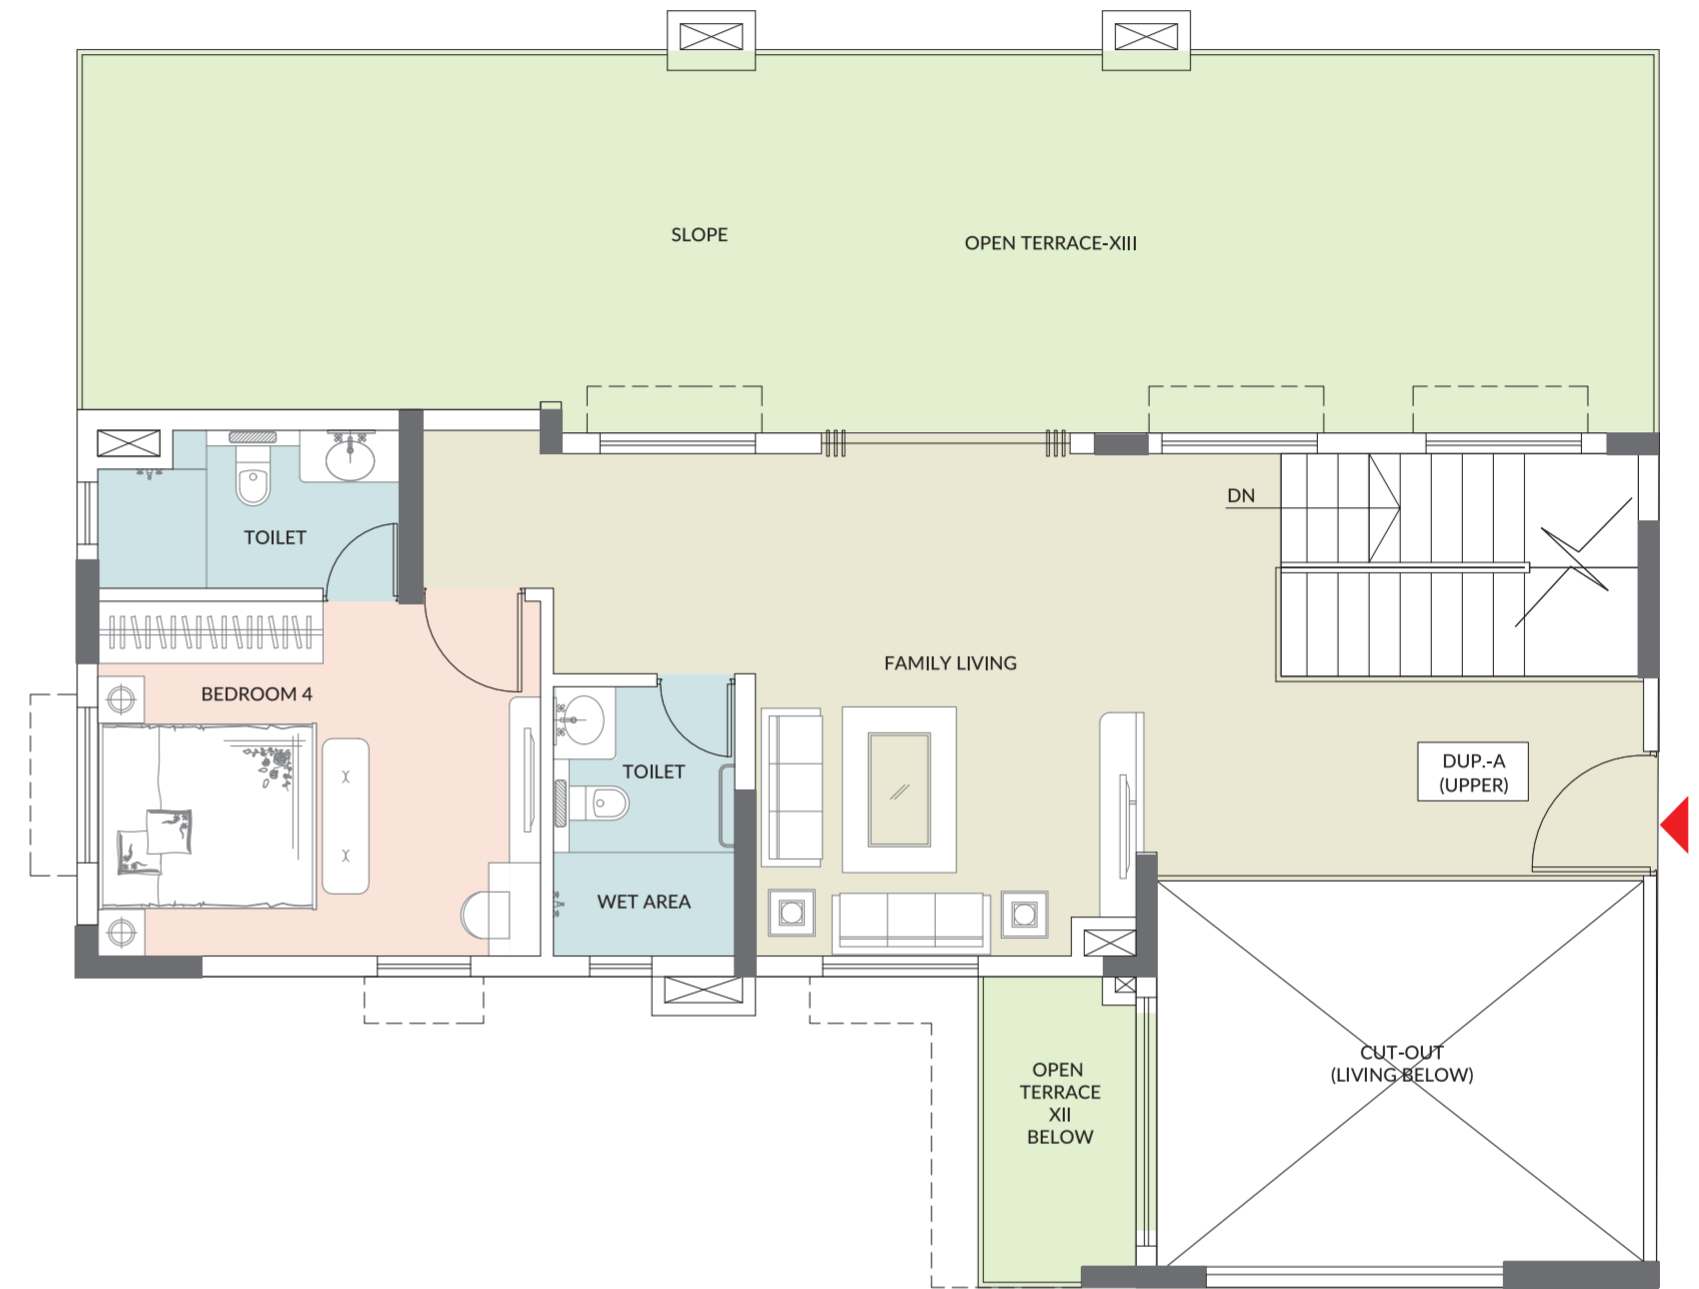 SLOPE
OPEN TERRACE-XIII
DN
TOILET
FAMILY LIVING
BEDROOM 4
TOILET
DUP.-A
(UPPER)
WET AREA
OPEN
TERRACE
XII
BELOW
CUT-OUT
(LIVING BELOW)